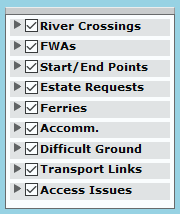 River Crossings
FWAs
Start/End Points
Estate Requests
Ferries
Accomm.
Difficult Ground
Transport Links
Access Issues